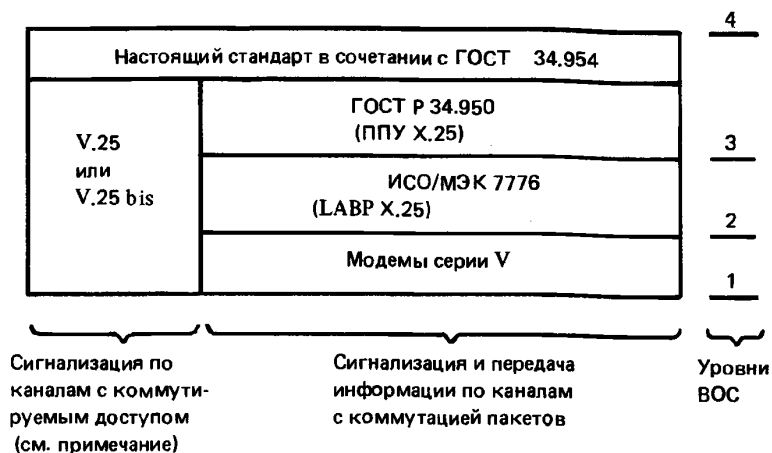 4
Настоящий стандарт в сочетании с ГОСТ 34.954
ГОСТ Р 34.950
(ППУ X.25)
3
V.25
или
V.25 bis
ИСО/МЭК 7776
(LABP X.25)
2
Модемы серии V
1
Сигнализация по
каналам с коммути-
руемым доступом
(см. примечание)
Сигнализация и передача
информации по каналам
с коммутацией пакетов
Уровни
ВОС